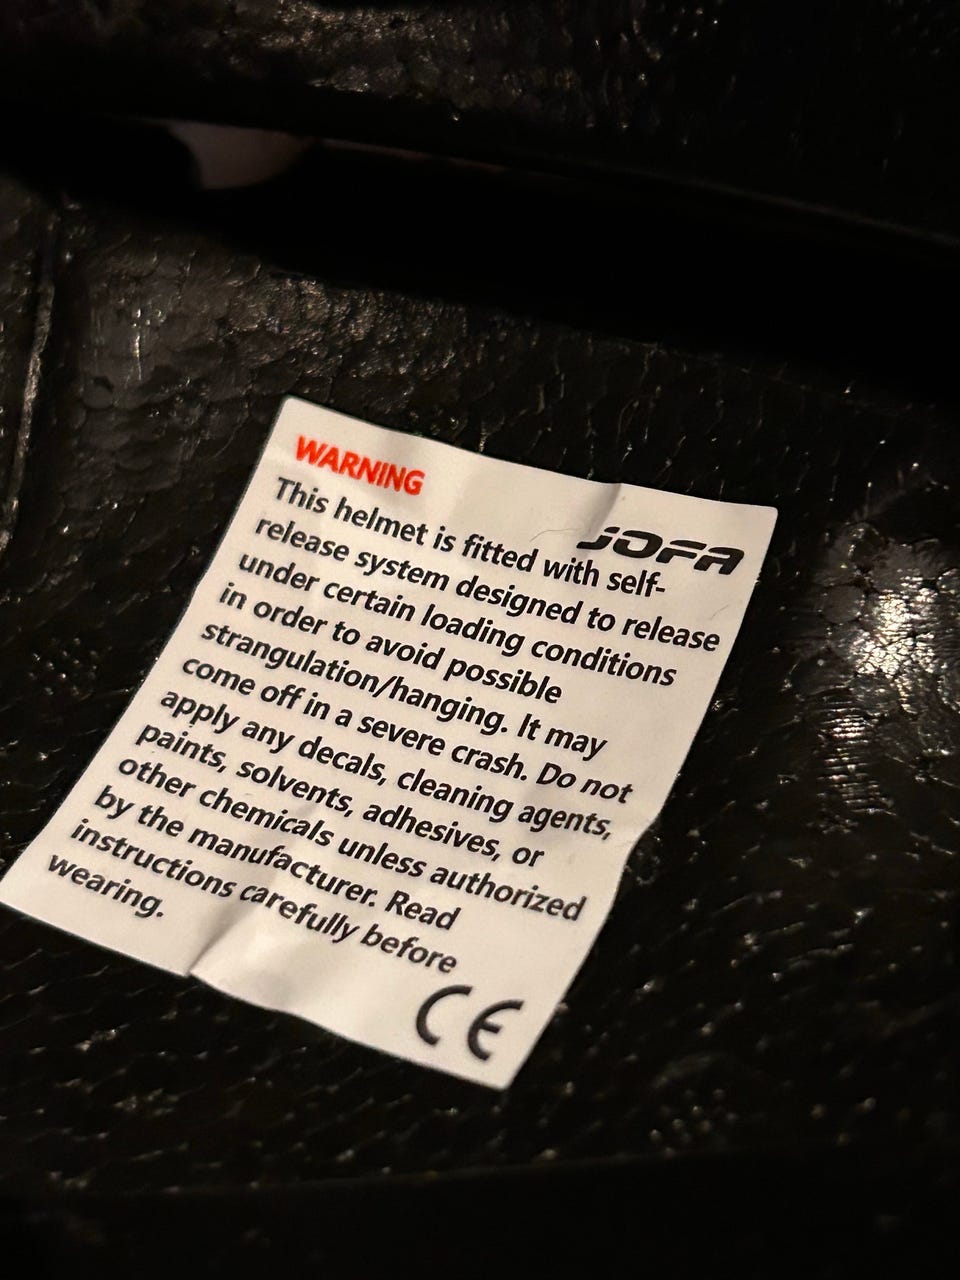 WARNING
JOFA
This helmet is fitted with self-
release system designed to release
under certain loading conditions
in order to avoid possible
strangulation/hanging. It may
come off in a severe crash. Do not
apply any decals, cleaning agents,
paints, solvents, adhesives, or
other chemicals unless authorized
by the manufacturer. Read
instructions carefully before
wearing.
CE